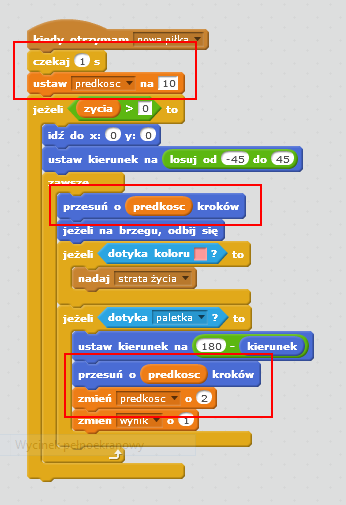 kiedy otrzymam nowa piłka
czekaj 1 s
ustaw predkosc na 10
jeżeli zycia > 0 to
idź do x: 0 y: 0
ustaw kierunek na losuj od -45 do 45
zawsze
przesuń o predkosc kroków
jeżeli na brzegu, odbij się
jeżeli dotyka koloru ? to
nadaj strata życia
jeżeli dotyka paletka ? to
ustaw kierunek na 180 - kierunek
przesuń o predkosc kroków
zmień predkosc o 2
zmień wynik o 1
Wycinek pełnoekranowy